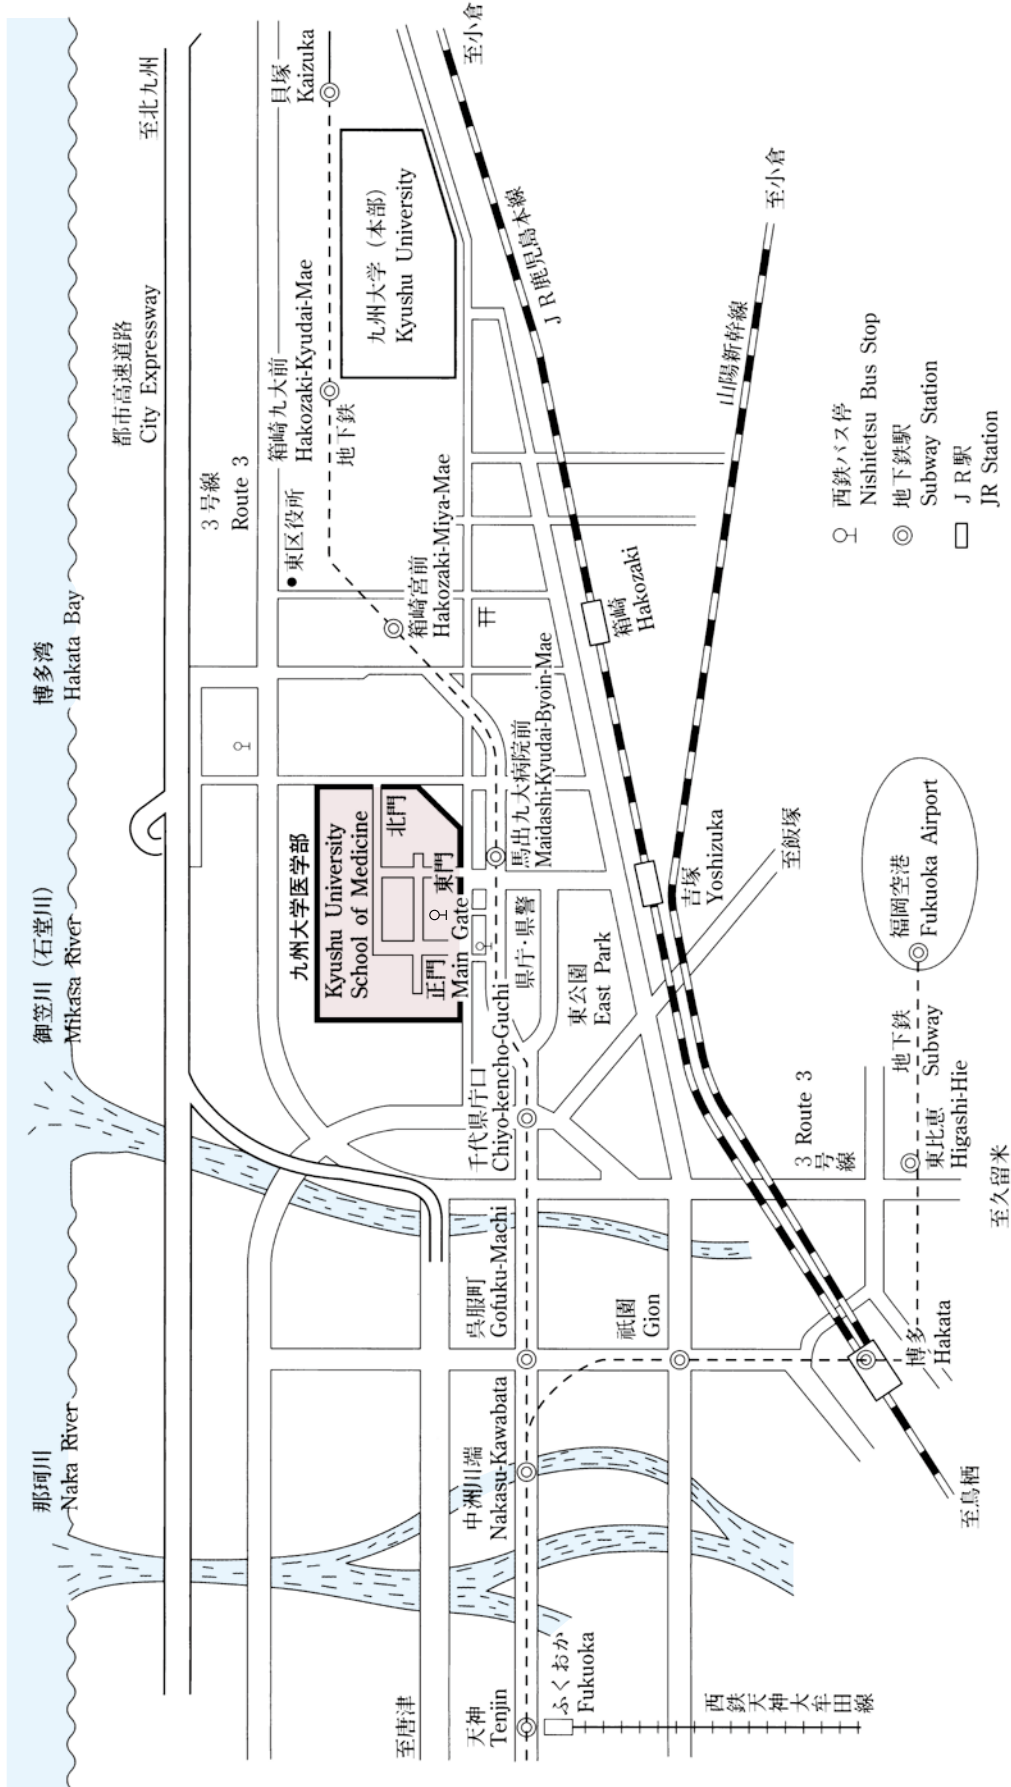 那珂川
Naka River
御笠川（石堂川）
Mikasa River
博多湾
Hakata Bay
都市高速道路
City Expressway
至北九州
3号線
Route 3
東区役所
箱崎九大前
Hakozaki-Kyudai-Mae
地下鉄
貝塚
Kaizuka
九州大学（本部）
Kyushu University
至小倉
JR鹿児島本線
箱崎宮前
Hakozaki-Miya-Mae
九州大学医学部
Kyushu University
School of Medicine
北門
東門
正門
Main Gate
馬出九大病院前
Maidashi-Kyudai-Byoin-Mae
県庁・県警
東公園
East Park
千代県庁口
Chiyo-kencho-Guchi
呉服町
Gofuku-Machi
中洲川端
Nakasu-Kawabata
至唐津
天神
Tenjin
ふくおか
Fukuoka
西鉄天神大牟田線
祇園
Gion
箱崎
Hakozaki
吉塚
Yoshizuka
山陽新幹線
至小倉
至飯塚
3号線
Route 3
博多
Hakata
至鳥栖
東比恵
Higashi-Hie
地下鉄
Subway
福岡空港
Fukuoka Airport
至久留米
西鉄バス停
Nishitetsu Bus Stop
地下鉄駅
Subway Station
JR駅
JR Station